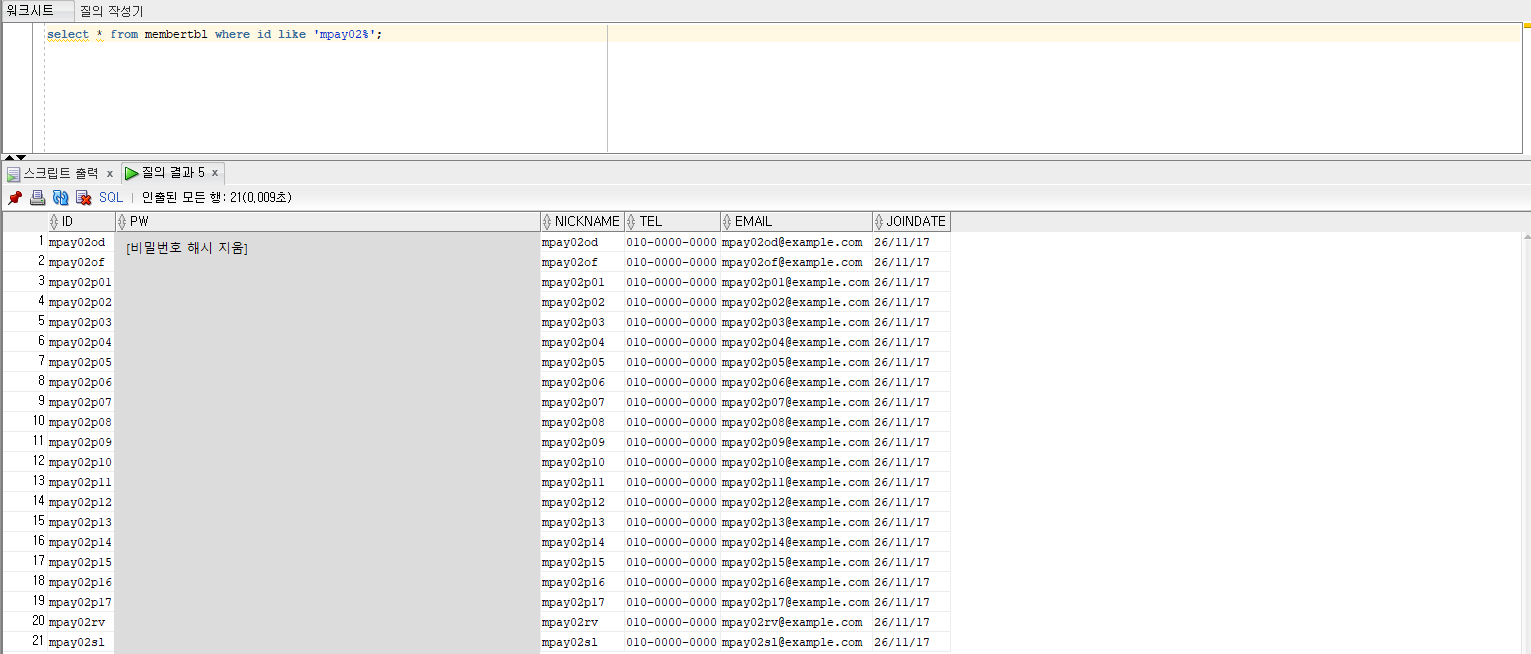 워크시트 질의 작성기
select * from membertbl where id like 'mpay02%';
스크립트 출력 x 질의 결과 5 x
SQL | 인출된 모든 행: 21(0,009초)
ID PW NICKNAME TEL EMAIL JOINDATE
1 mpay02od [비밀번호 해시 지움] mpay02od 010-0000-0000 mpay02od@example.com 26/11/17
2 mpay02of mpay02of 010-0000-0000 mpay02of@example.com 26/11/17
3 mpay02p01 mpay02p01 010-0000-0000 mpay02p01@example.com 26/11/17
4 mpay02p02 mpay02p02 010-0000-0000 mpay02p02@example.com 26/11/17
5 mpay02p03 mpay02p03 010-0000-0000 mpay02p03@example.com 26/11/17
6 mpay02p04 mpay02p04 010-0000-0000 mpay02p04@example.com 26/11/17
7 mpay02p05 mpay02p05 010-0000-0000 mpay02p05@example.com 26/11/17
8 mpay02p06 mpay02p06 010-0000-0000 mpay02p06@example.com 26/11/17
9 mpay02p07 mpay02p07 010-0000-0000 mpay02p07@example.com 26/11/17
10 mpay02p08 mpay02p08 010-0000-0000 mpay02p08@example.com 26/11/17
11 mpay02p09 mpay02p09 010-0000-0000 mpay02p09@example.com 26/11/17
12 mpay02p10 mpay02p10 010-0000-0000 mpay02p10@example.com 26/11/17
13 mpay02p11 mpay02p11 010-0000-0000 mpay02p11@example.com 26/11/17
14 mpay02p12 mpay02p12 010-0000-0000 mpay02p12@example.com 26/11/17
15 mpay02p13 mpay02p13 010-0000-0000 mpay02p13@example.com 26/11/17
16 mpay02p14 mpay02p14 010-0000-0000 mpay02p14@example.com 26/11/17
17 mpay02p15 mpay02p15 010-0000-0000 mpay02p15@example.com 26/11/17
18 mpay02p16 mpay02p16 010-0000-0000 mpay02p16@example.com 26/11/17
19 mpay02p17 mpay02p17 010-0000-0000 mpay02p17@example.com 26/11/17
20 mpay02rv mpay02rv 010-0000-0000 mpay02rv@example.com 26/11/17
21 mpay02sl mpay02sl 010-0000-0000 mpay02sl@example.com 26/11/17